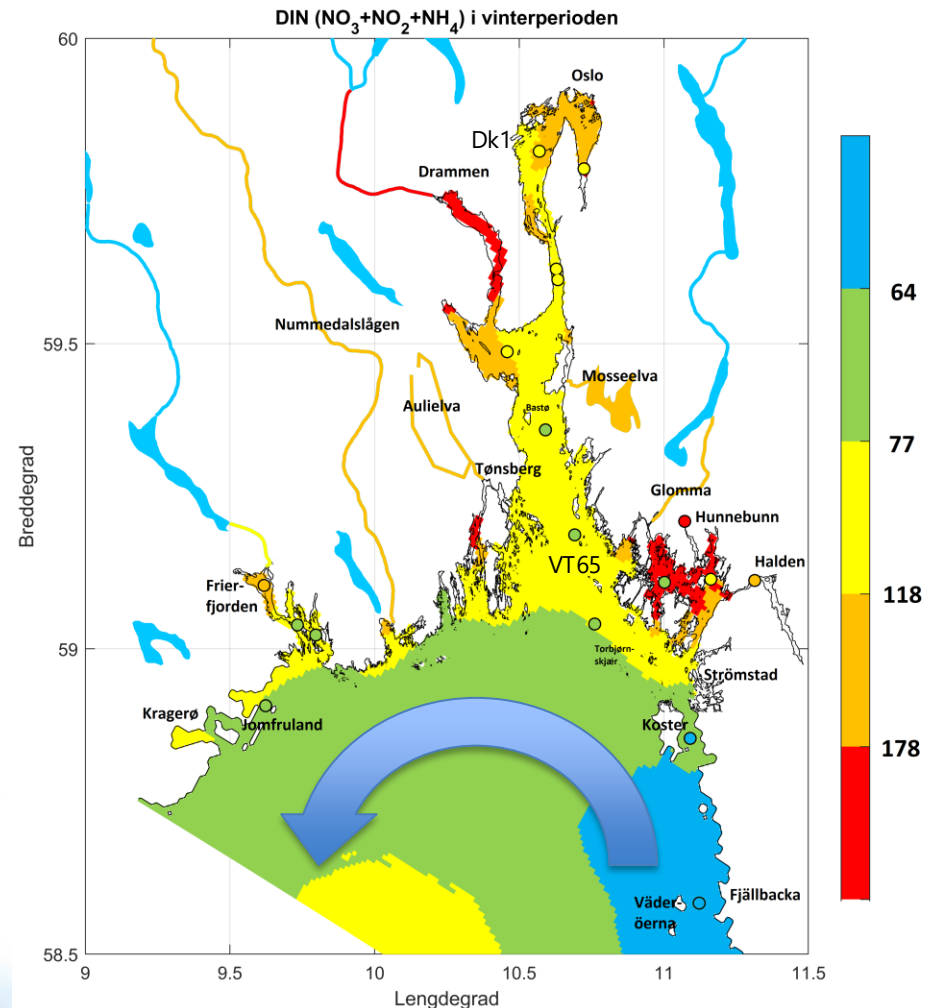 DIN (NO3+NO2+NH4) i vinterperioden
60
Oslo
Dk1
Drammen
64
Nummedalslågen
59.5
Mosseelva
Aulielva
Bastø
77
Tønsberg
Glomma
Hunnebunn
Breddegrad
VT65
Halden
118
Frier-
fjorden
59
Torbjørn-
skjær
Strömstad
Kragerø
Jomfruland
Koster
178
Fjällbacka
Väder-
öerna
58.5
9
9.5
10
10.5
11
11.5
Lengdegrad